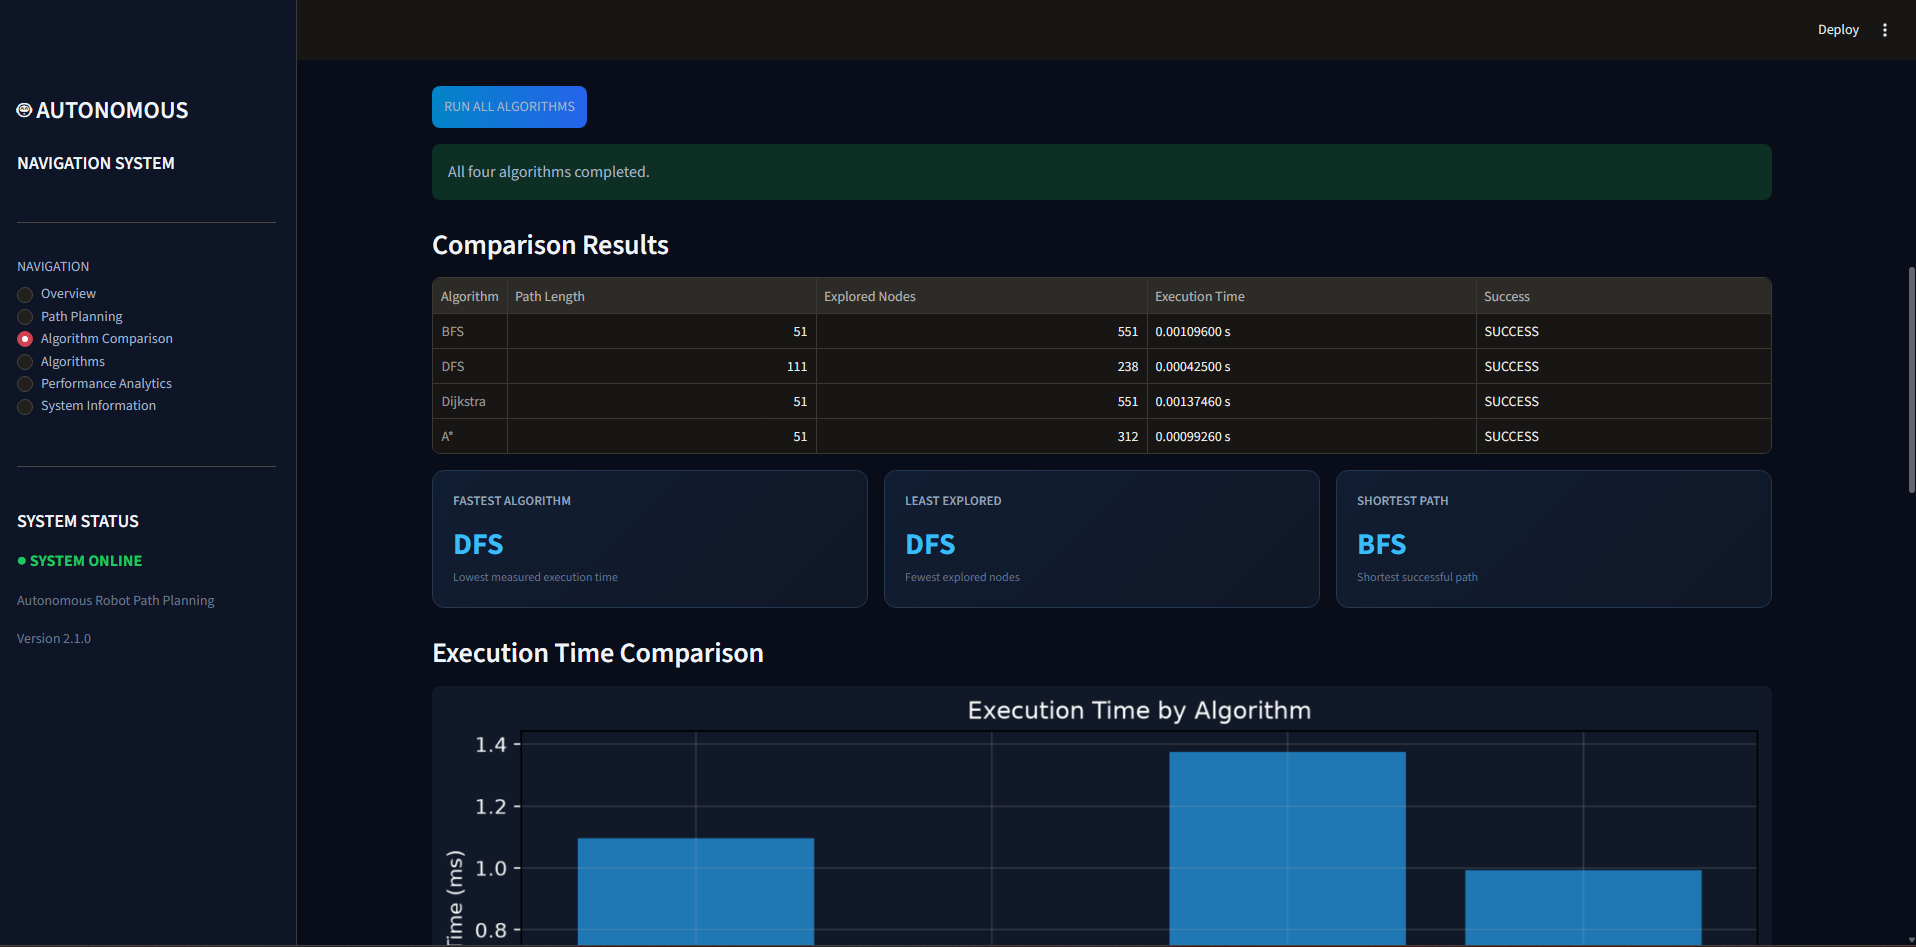 Deploy
AUTONOMOUS
NAVIGATION SYSTEM
NAVIGATION
Overview
Path Planning
Algorithm Comparison
Algorithms
Performance Analytics
System Information
SYSTEM STATUS
SYSTEM ONLINE
Autonomous Robot Path Planning
Version 2.1.0
RUN ALL ALGORITHMS
All four algorithms completed.
Comparison Results
Algorithm Path Length Explored Nodes Execution Time Success
BFS 51 551 0.00109600 s SUCCESS
DFS 111 238 0.00042500 s SUCCESS
Dijkstra 51 551 0.00137460 s SUCCESS
A* 51 312 0.00099260 s SUCCESS
FASTEST ALGORITHM
DFS
Lowest measured execution time
LEAST EXPLORED
DFS
Fewest explored nodes
SHORTEST PATH
BFS
Shortest successful path
Execution Time Comparison
Execution Time by Algorithm
1.4
1.2
1.0
0.8
Time (ms)